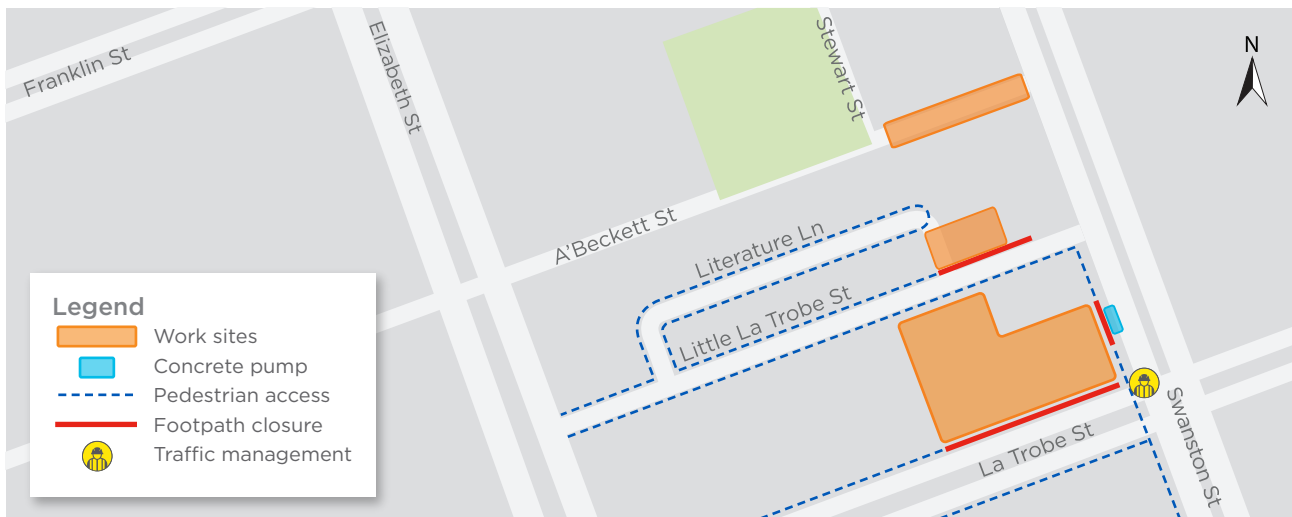 Franklin St
Elizabeth St
Stewart St
N
A'Beckett St
Literature Ln
Little La Trobe St
La Trobe St
Swanston St
Legend
Work sites
Concrete pump
Pedestrian access
Footpath closure
Traffic management